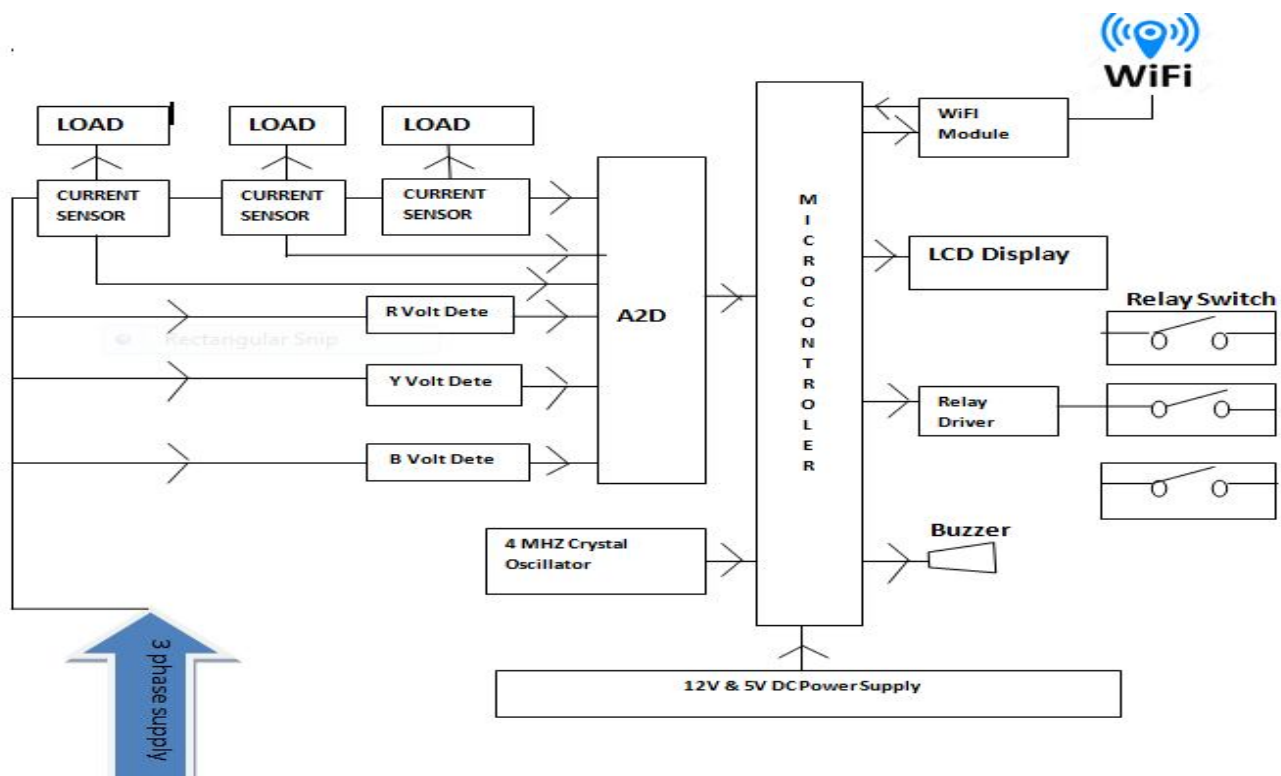 WiFi
LOAD
LOAD
LOAD
WiFI
Module
CURRENT
SENSOR
CURRENT
SENSOR
CURRENT
SENSOR
MICROCONTROLER
LCD Display
A2D
R Volt Dete
Rectangular Snip
Y Volt Dete
B Volt Dete
Relay Switch
Relay
Driver
4 MHZ Crystal
Oscillator
Buzzer
3 phase supply
12V & 5V DC Power Supply